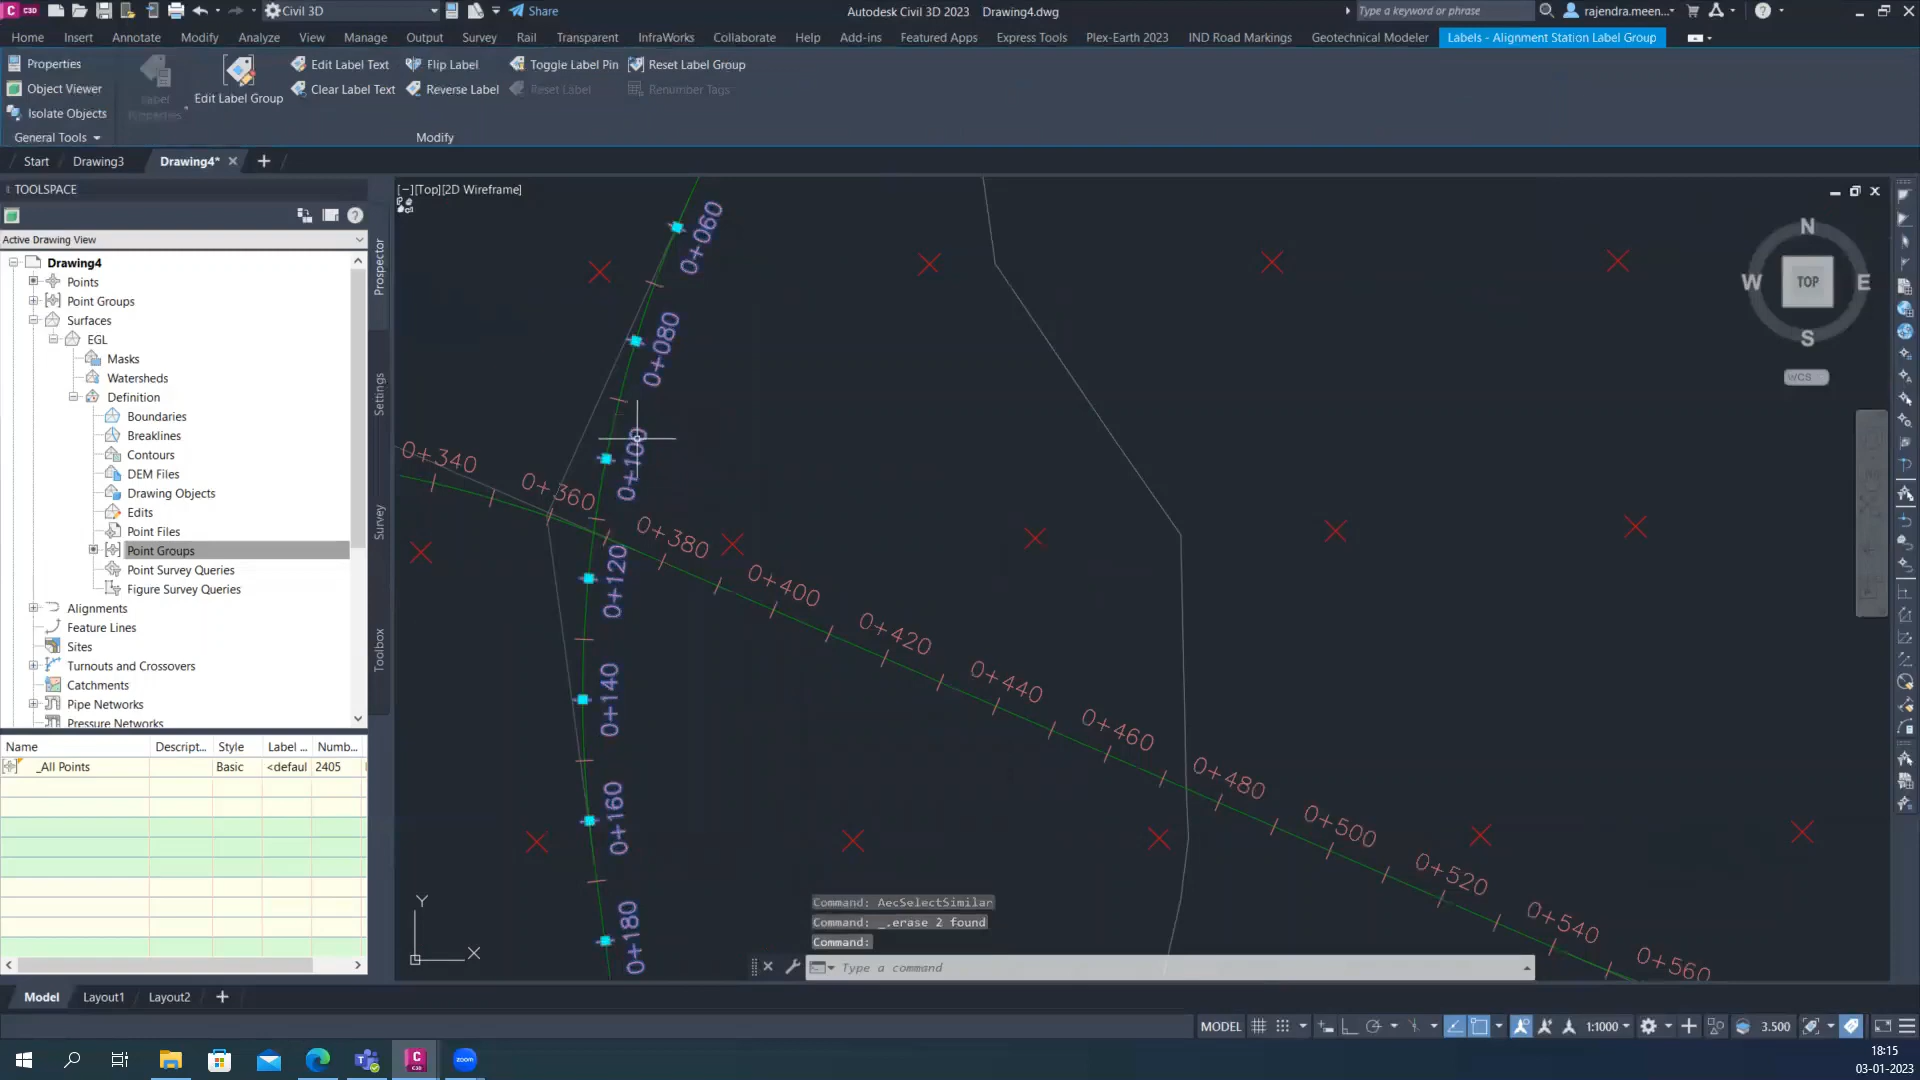 C3D
Civil 3D
Share
Autodesk Civil 3D 2023 Drawing4.dwg
Type a keyword or phrase
rajendra.meen...
Home Insert Annotate Modify Analyze View Manage Output Survey Rail Transparent InfraWorks Collaborate Help Add-ins Featured Apps Express Tools Plex-Earth 2023 IND Road Markings Geotechnical Modeler Labels - Alignment Station Label Group
Properties
Object Viewer
Isolate Objects
General Tools
Label
Properties
Edit Label Group
Edit Label Text
Clear Label Text
Flip Label
Reverse Label
Toggle Label Pin
Reset Label
Reset Label Group
Renumber Tags
Modify
Start Drawing3 Drawing4*
TOOLSPACE
Active Drawing View
Drawing4
Points
Point Groups
Surfaces
EGL
Masks
Watersheds
Definition
Boundaries
Breaklines
Contours
DEM Files
Drawing Objects
Edits
Point Files
Point Groups
Point Survey Queries
Figure Survey Queries
Alignments
Feature Lines
Sites
Turnouts and Crossovers
Catchments
Pipe Networks
Pressure Networks
Prospector
Settings
Survey
Toolbox
Name Descript... Style Label ... Numb...
_All Points Basic <defaul 2405
[−][Top][2D Wireframe]
N
W TOP E
S
WCS
0+060
0+080
0+100
0+120
0+140
0+160
0+180
0+340
0+360
0+380
0+400
0+420
0+440
0+460
0+480
0+500
0+520
0+540
0+560
Y
X
Command: AecSelectSimilar
Command: _.erase 2 found
Command:
Type a command
Model Layout1 Layout2
MODEL 1:1000 3.500
C3D
zoom
18:15
03-01-2023